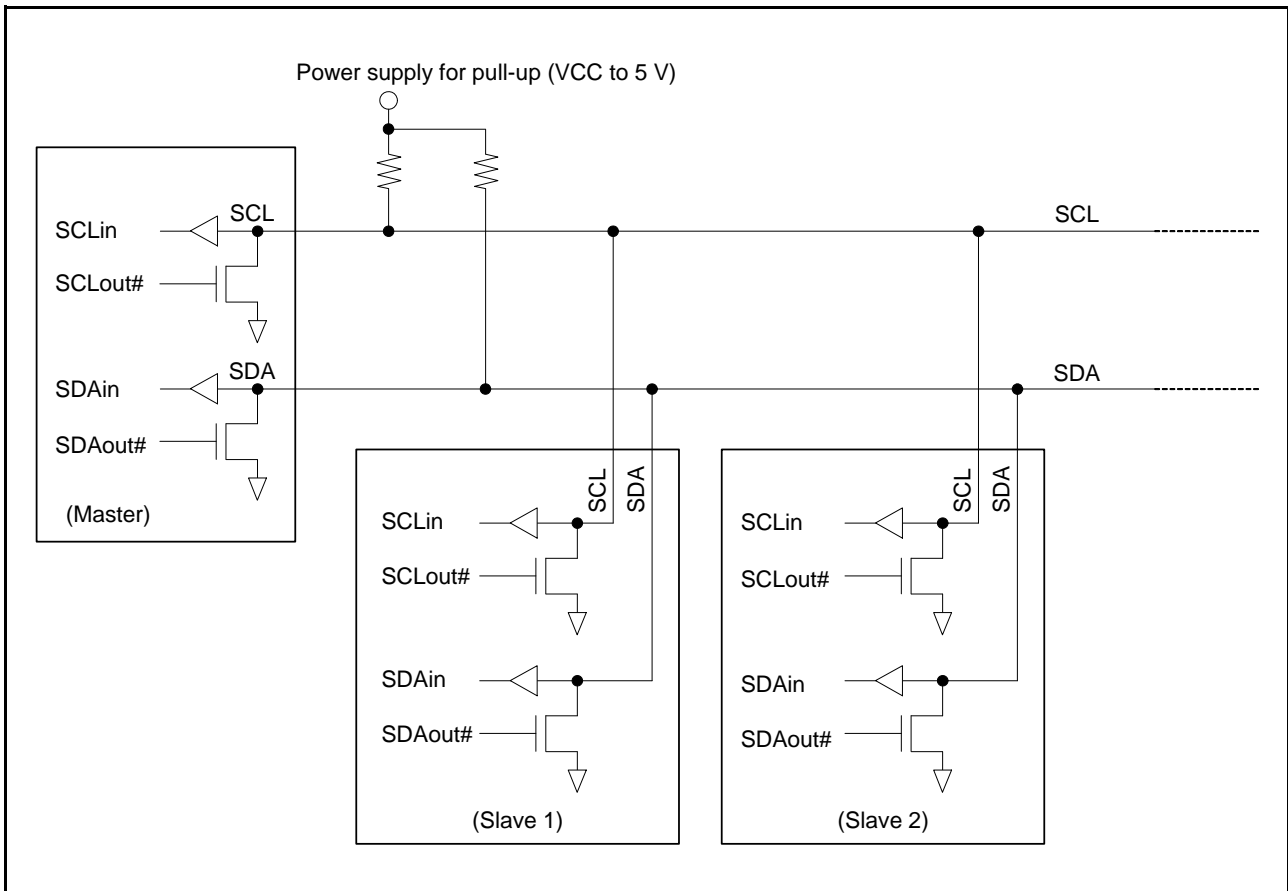 Power supply for pull-up (VCC to 5 V)
SCLin
SCL
SCL
SCLout#
SDAin
SDA
SDA
SDAout#
(Master)
SCL
SDA
SCLin
SCLout#
SDAin
SDAout#
(Slave 1)
SCL
SDA
SCLin
SCLout#
SDAin
SDAout#
(Slave 2)